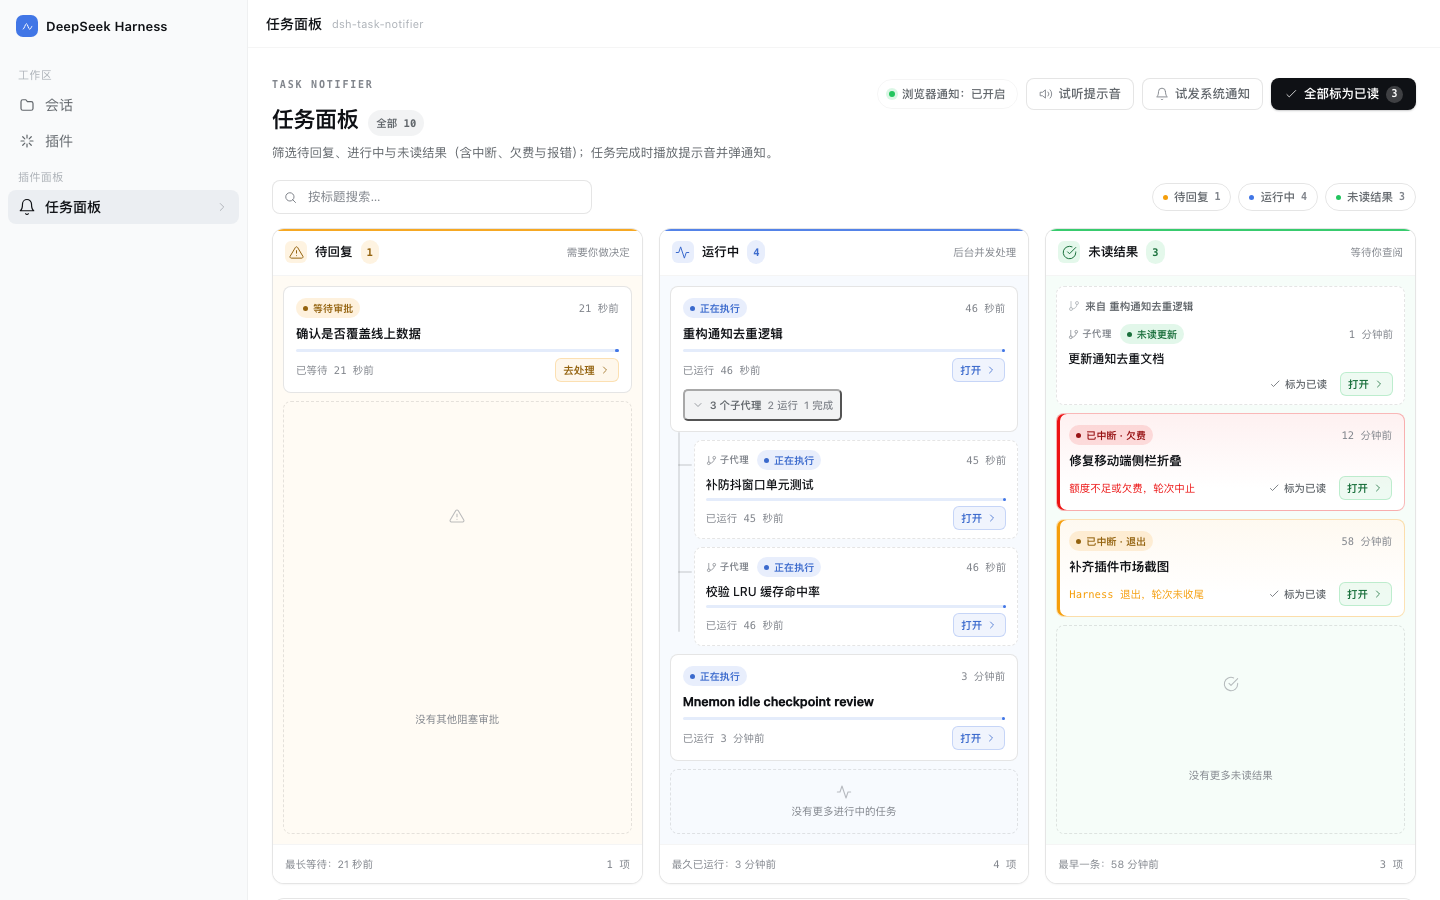 DeepSeek Harness
工作区
会话
插件
插件面板
任务面板
任务面板 dsh-task-notifier
TASK NOTIFIER
任务面板 全部 10
筛选待回复、进行中与未读结果（含中断、欠费与报错）；任务完成时播放提示音并弹通知。
浏览器通知：已开启
试听提示音
试发系统通知
全部标为已读 3
按标题搜索...
待回复 1
运行中 4
未读结果 3
待回复 1 需要你做决定
等待审批 21 秒前
确认是否覆盖线上数据
已等待 21 秒前 去处理
没有其他阻塞审批
最长等待：21 秒前 1 项
运行中 4 后台并发处理
正在执行 46 秒前
重构通知去重逻辑
已运行 46 秒前 打开
3 个子代理 2 运行 1 完成
子代理 正在执行 45 秒前
补防抖窗口单元测试
已运行 45 秒前 打开
子代理 正在执行 46 秒前
校验 LRU 缓存命中率
已运行 46 秒前 打开
正在执行 3 分钟前
Mnemon idle checkpoint review
已运行 3 分钟前 打开
没有更多进行中的任务
最久已运行：3 分钟前 4 项
未读结果 3 等待你查阅
来自 重构通知去重逻辑
子代理 未读更新 1 分钟前
更新通知去重文档
标为已读 打开
已中断 · 欠费 12 分钟前
修复移动端侧栏折叠
额度不足或欠费，轮次中止 标为已读 打开
已中断 · 退出 58 分钟前
补齐插件市场截图
Harness 退出，轮次未收尾 标为已读 打开
没有更多未读结果
最早一条：58 分钟前 3 项